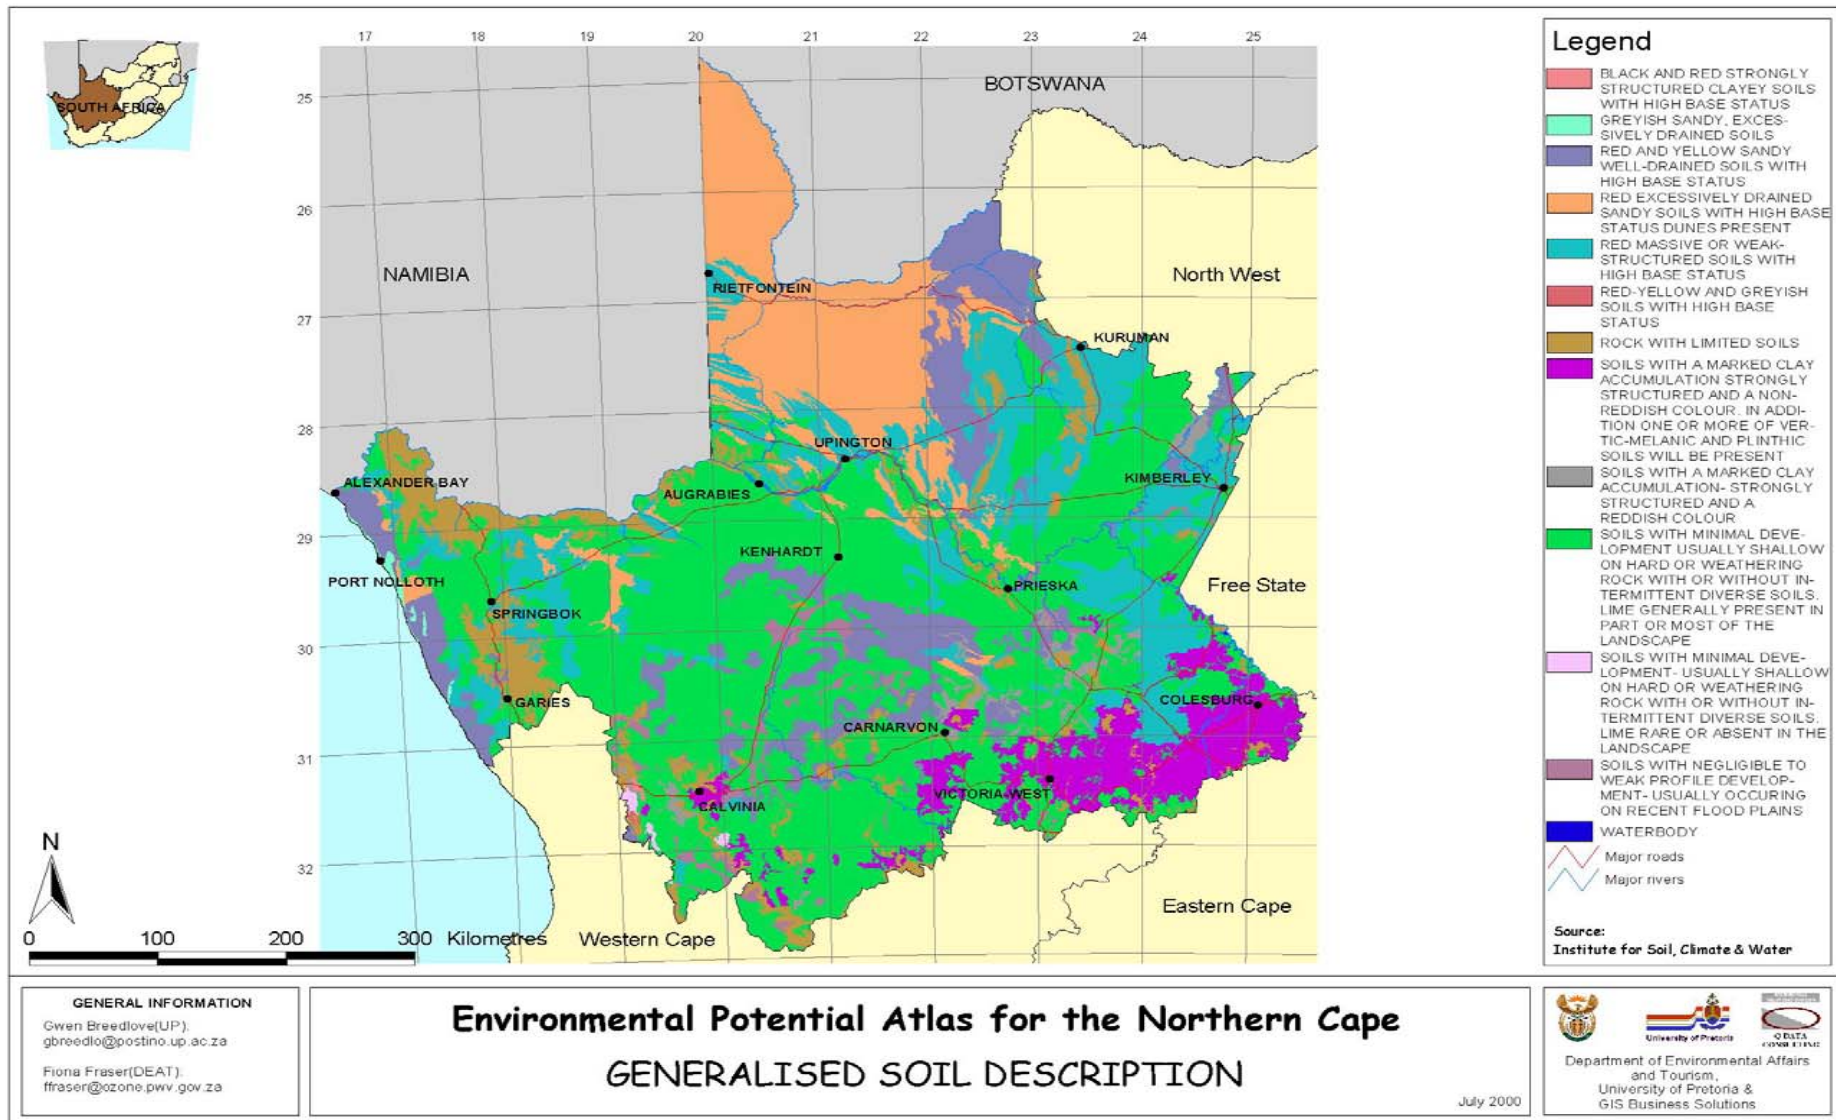 17 18 19 20 21 22 23 24 25
25
26
27
28
29
30
31
32
SOUTH AFRICA
BOTSWANA
NAMIBIA
North West
RIETFONTEIN
KURUMAN
UPINGTON
ALEXANDER BAY
AUGRABIES
KIMBERLEY
KENHARDT
PORT NOLLOTH
PRIESKA
Free State
SPRINGBOK
GARIES
COLESBURG
CARNARVON
VICTORIA-WEST
CALVINIA
Eastern Cape
Western Cape
N
0 100 200 300 Kilometres
Legend
BLACK AND RED STRONGLY
STRUCTURED CLAYEY SOILS
WITH HIGH BASE STATUS
GREYISH SANDY, EXCES-
SIVELY DRAINED SOILS
RED AND YELLOW SANDY
WELL-DRAINED SOILS WITH
HIGH BASE STATUS
RED EXCESSIVELY DRAINED
SANDY SOILS WITH HIGH BASE
STATUS DUNES PRESENT
RED MASSIVE OR WEAK-
STRUCTURED SOILS WITH
HIGH BASE STATUS
RED-YELLOW AND GREYISH
SOILS WITH HIGH BASE
STATUS
ROCK WITH LIMITED SOILS
SOILS WITH A MARKED CLAY
ACCUMULATION STRONGLY
STRUCTURED AND A NON-
REDDISH COLOUR. IN ADDI-
TION ONE OR MORE OF VER-
TIC-MELANIC AND PLINTHIC
SOILS WILL BE PRESENT
SOILS WITH A MARKED CLAY
ACCUMULATION- STRONGLY
STRUCTURED AND A
REDDISH COLOUR
SOILS WITH MINIMAL DEVE-
LOPMENT USUALLY SHALLOW
ON HARD OR WEATHERING
ROCK WITH OR WITHOUT IN-
TERMITTENT DIVERSE SOILS.
LIME GENERALLY PRESENT IN
PART OR MOST OF THE
LANDSCAPE
SOILS WITH MINIMAL DEVE-
LOPMENT- USUALLY SHALLOW
ON HARD OR WEATHERING
ROCK WITH OR WITHOUT IN-
TERMITTENT DIVERSE SOILS.
LIME RARE OR ABSENT IN THE
LANDSCAPE
SOILS WITH NEGLIGIBLE TO
WEAK PROFILE DEVELOP-
MENT- USUALLY OCCURING
ON RECENT FLOOD PLAINS
WATERBODY
Major roads
Major rivers
Source:
Institute for Soil, Climate & Water
GENERAL INFORMATION
Gwen Breedlove(UP):
gbreedlo@postino.up.ac.za
Fiona Fraser(DEAT):
ffraser@ozone.pwv.gov.za
Environmental Potential Atlas for the Northern Cape
GENERALISED SOIL DESCRIPTION
July 2000
University of Pretoria
Q DATA
CONSULTING
Department of Environmental Affairs
and Tourism,
University of Pretoria &
GIS Business Solutions